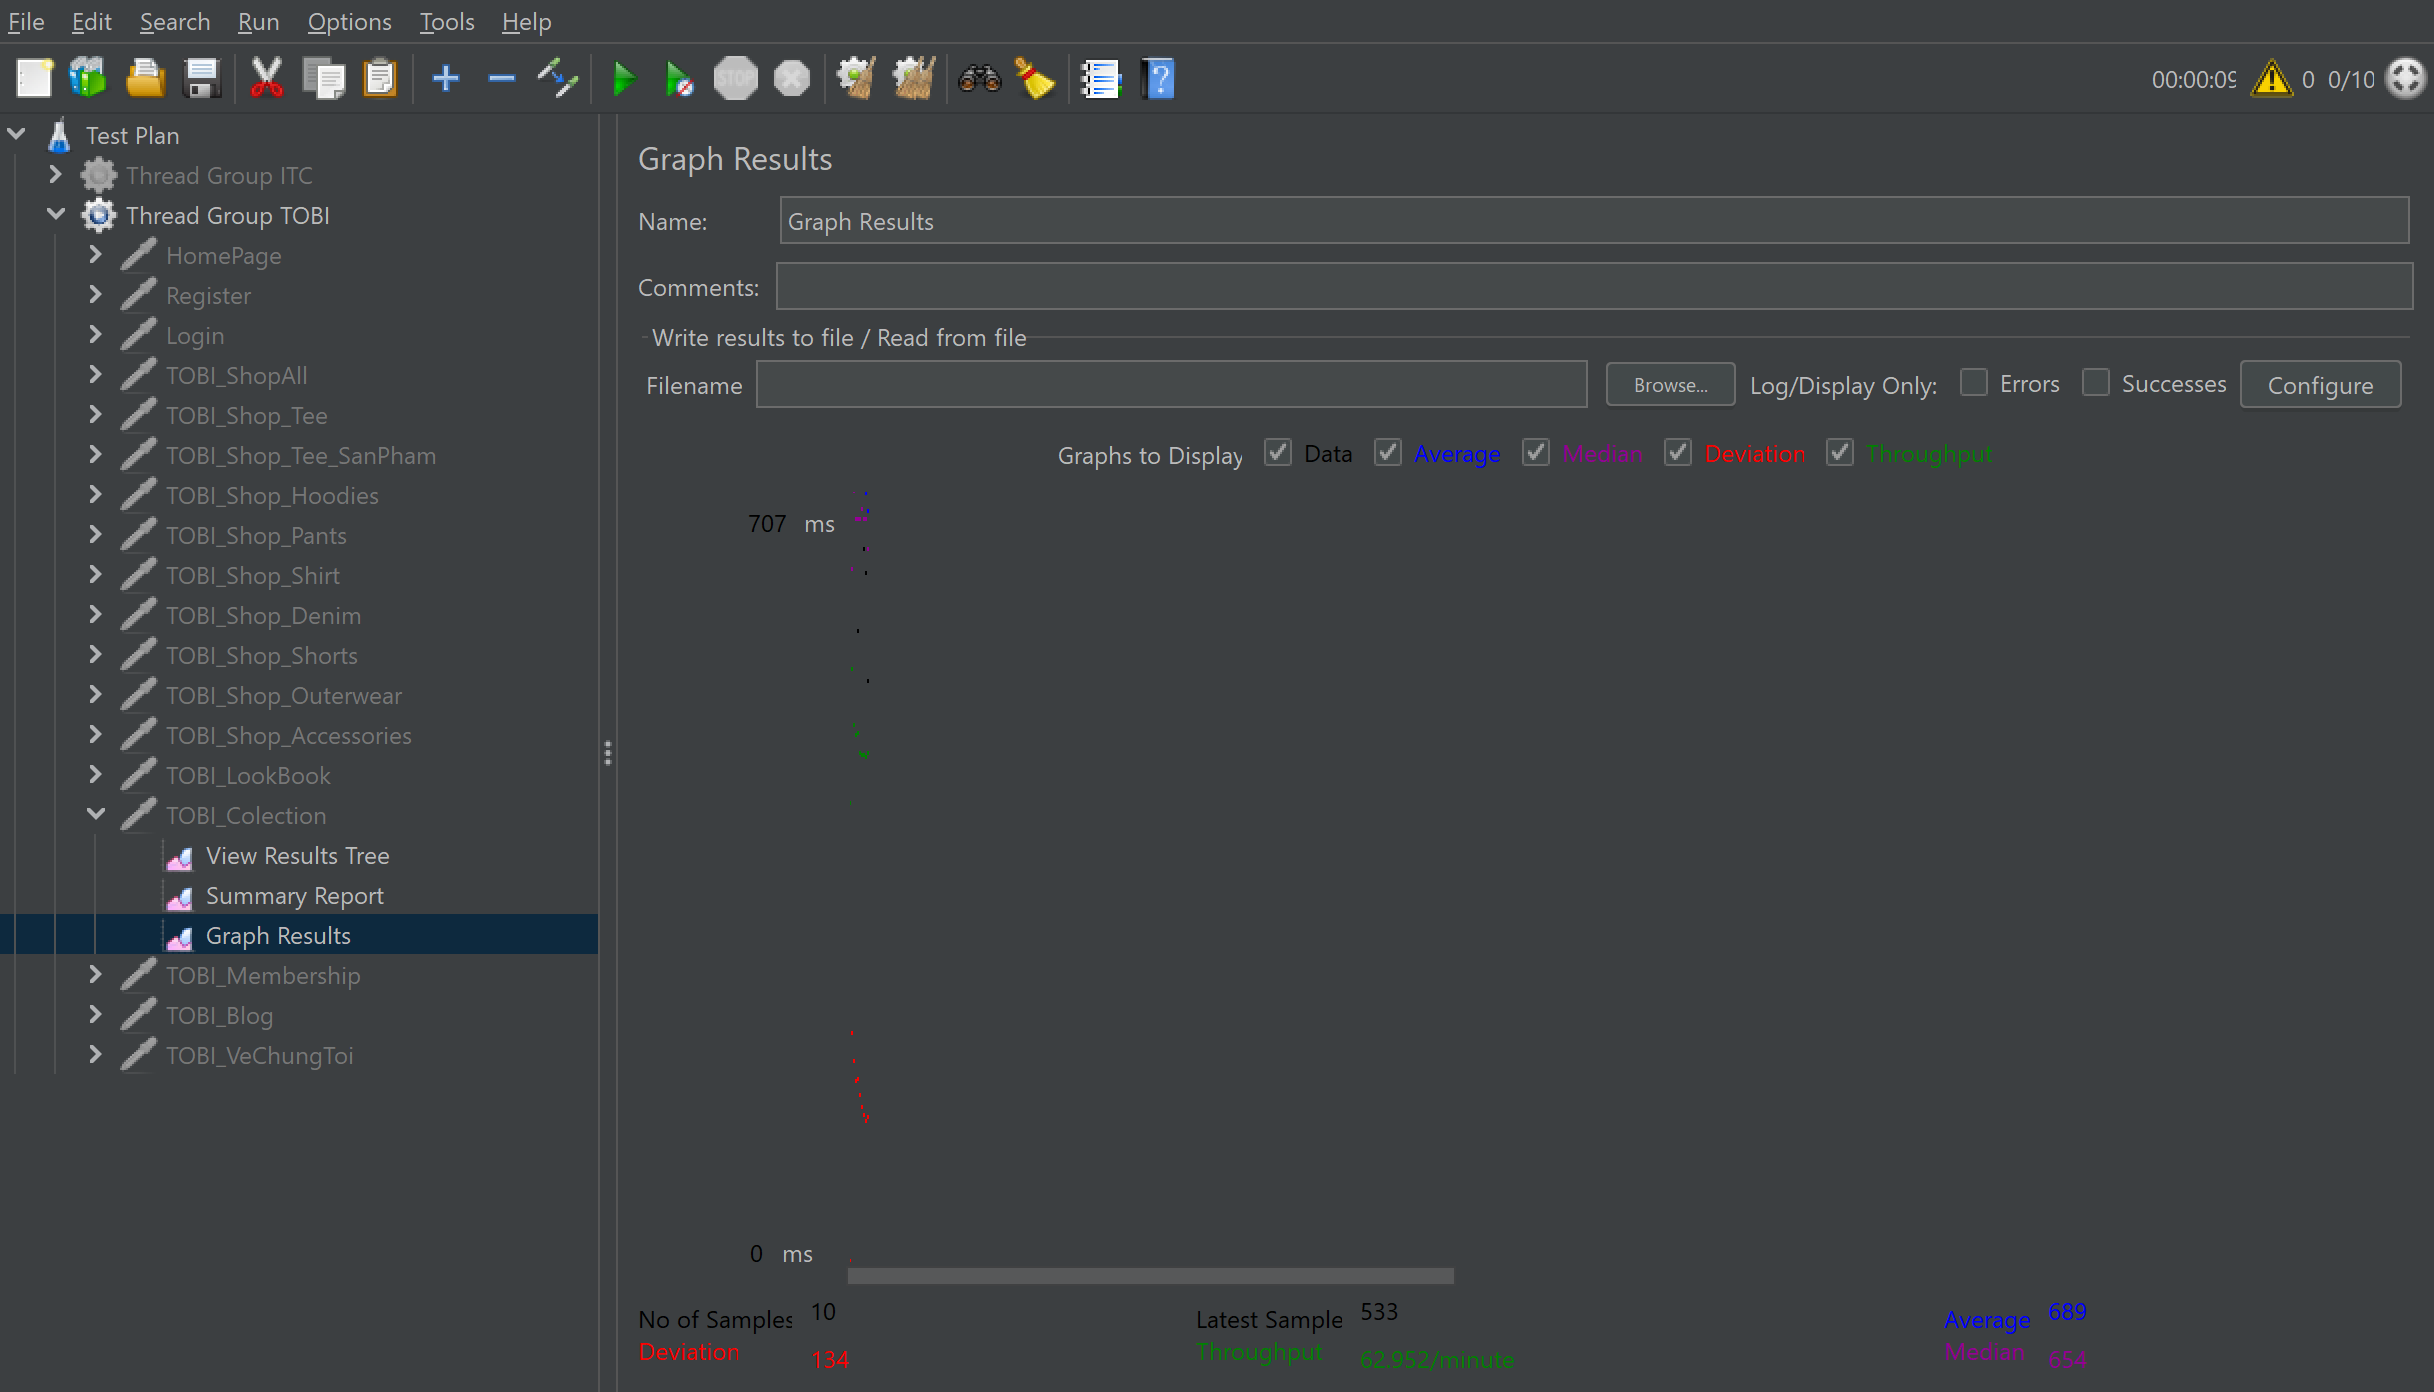 File Edit Search Run Options Tools Help
STOP
00:00:09 0 0/10
Test Plan
Thread Group ITC
Thread Group TOBI
HomePage
Register
Login
TOBI_ShopAll
TOBI_Shop_Tee
TOBI_Shop_Tee_SanPham
TOBI_Shop_Hoodies
TOBI_Shop_Pants
TOBI_Shop_Shirt
TOBI_Shop_Denim
TOBI_Shop_Shorts
TOBI_Shop_Outerwear
TOBI_Shop_Accessories
TOBI_LookBook
TOBI_Colection
View Results Tree
Summary Report
Graph Results
TOBI_Membership
TOBI_Blog
TOBI_VeChungToi
Graph Results
Name: Graph Results
Comments:
Write results to file / Read from file
Filename Browse... Log/Display Only: Errors Successes Configure
Graphs to Display Data Average Median Deviation Throughput
707 ms
0 ms
No of Samples 10 Latest Sample 533 Average 689
Deviation 134 Throughput 62.952/minute Median 654